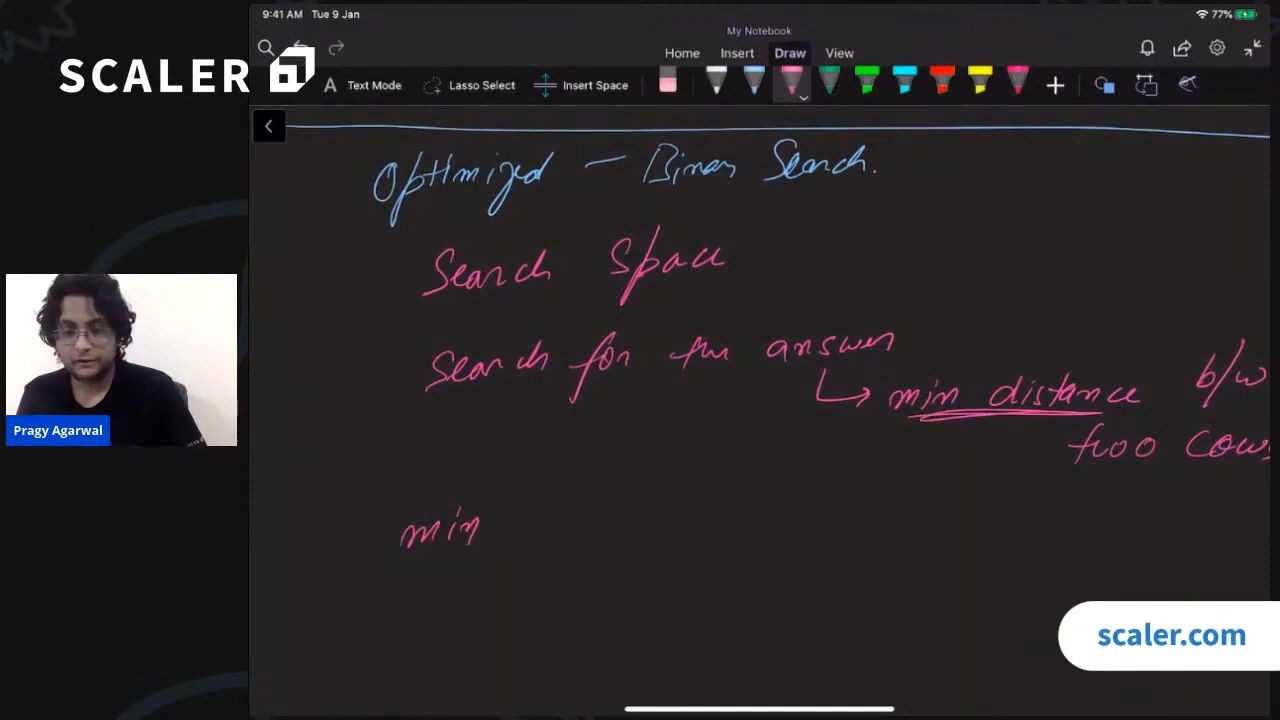 9:41 AM Tue 9 Jan
77%
My Notebook
SCALER
Home Insert Draw View
Text Mode Lasso Select Insert Space
Optimized - Binary Search.
Search Space
Search for the answer
min distance b/w
two cows
min
Pragy Agarwal
scaler.com